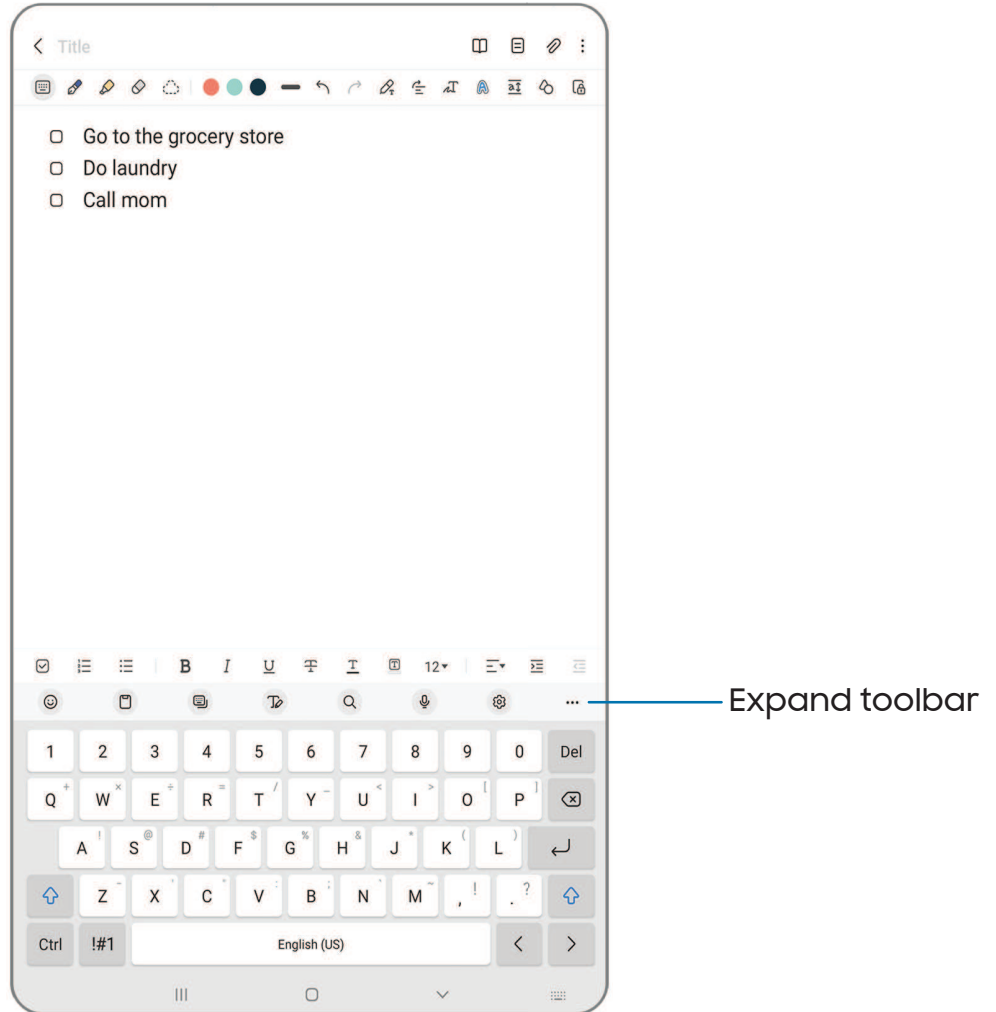 Title
Go to the grocery store
Do laundry
Call mom
B I U T T T 12
Expand toolbar
1 2 3 4 5 6 7 8 9 0 Del
Q + W × E ÷ R = T / Y _ U < I > O [ P ]
A ! S @ D # F $ G % H & J * K ( L )
Z - X ' C " V : B ; N ' M ~ , ! . ?
Ctrl !#1 English (US) < >